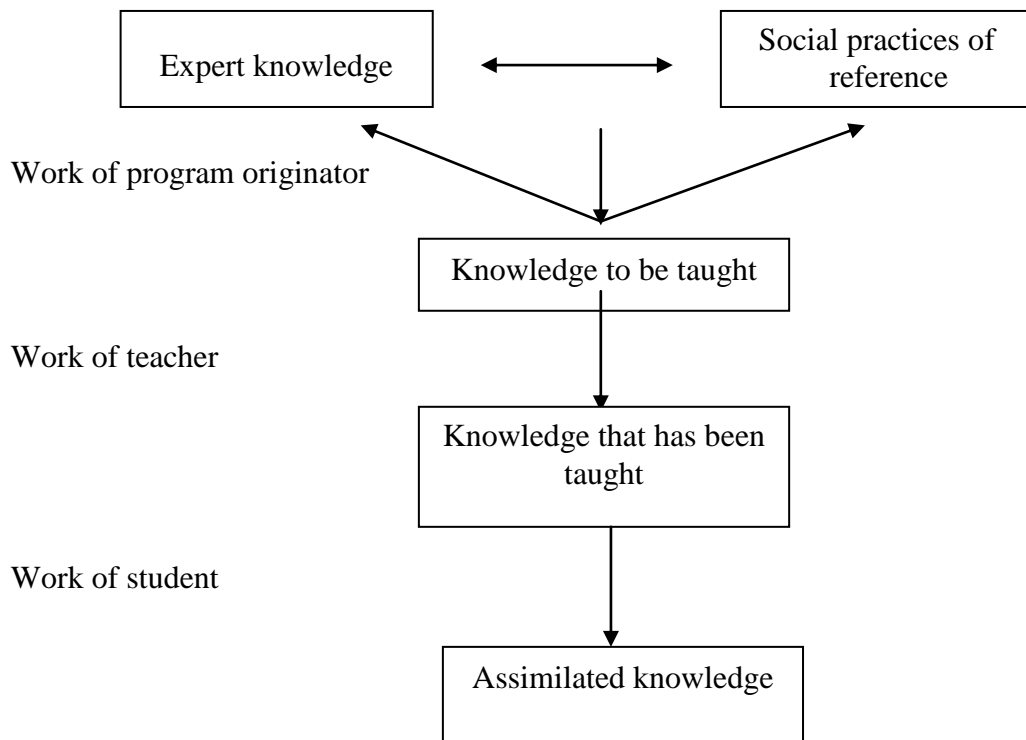 Expert knowledge
Social practices of
reference
Work of program originator
Knowledge to be taught
Work of teacher
Knowledge that has been
taught
Work of student
Assimilated knowledge